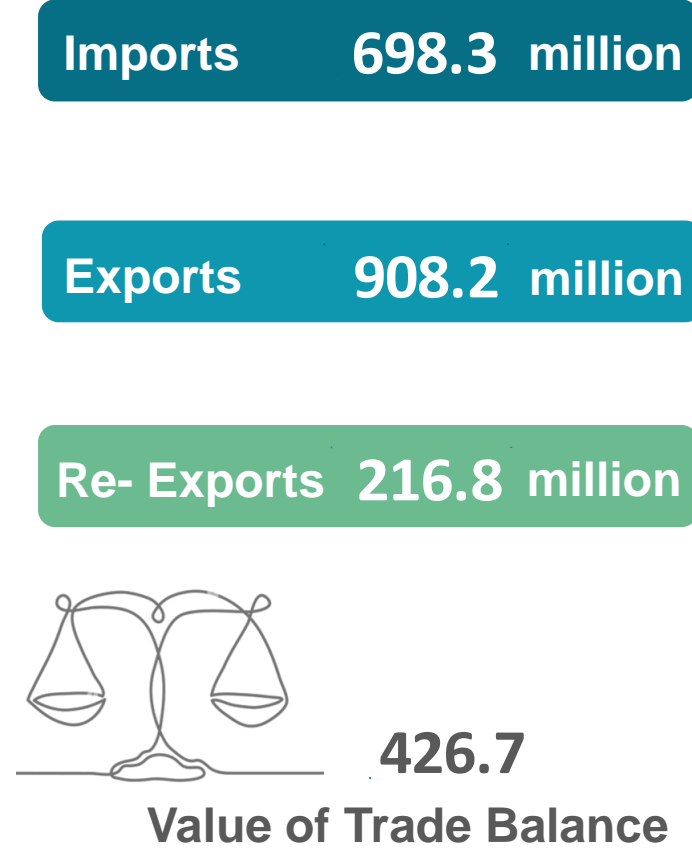 Imports 698.3 million
Exports 908.2 million
Re- Exports 216.8 million
426.7
Value of Trade Balance